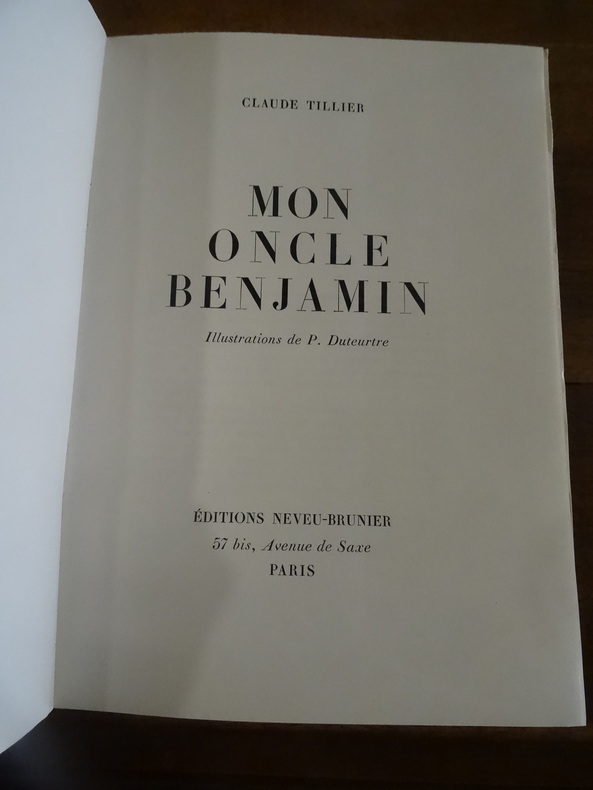 CLAUDE TILLIER
MON
ONCLE
BENJAMIN
Illustrations de P. Duteurtre
ÉDITIONS NEVEU-BRUNIER
57 bis, Avenue de Saxe
PARIS